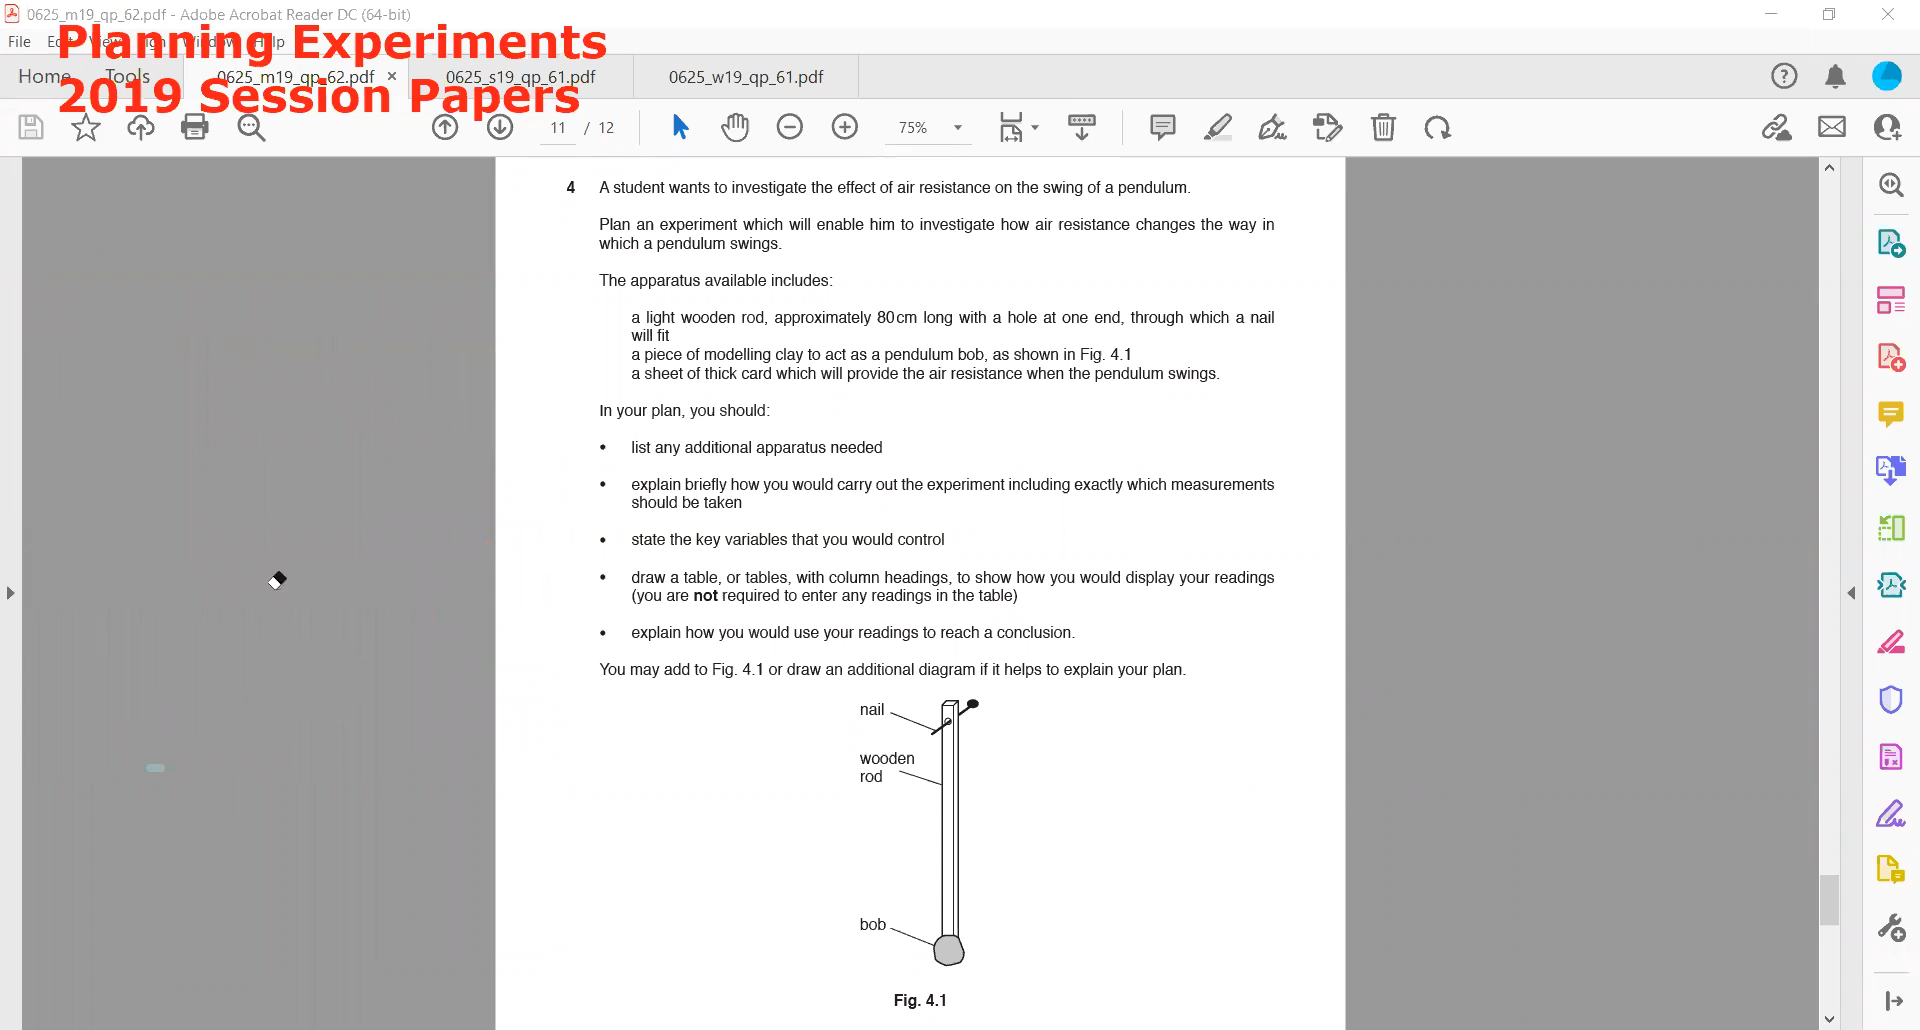 0625_m19_qp_62.pdf - Adobe Acrobat Reader DC (64-bit)
Planning Experiments
2019 Session Papers
File Edit View Sign Window Help
Home Tools 0625_m19_qp_62.pdf × 0625_s19_qp_61.pdf 0625_w19_qp_61.pdf
11 / 12 75%
4 A student wants to investigate the effect of air resistance on the swing of a pendulum.
Plan an experiment which will enable him to investigate how air resistance changes the way in
which a pendulum swings.
The apparatus available includes:
a light wooden rod, approximately 80 cm long with a hole at one end, through which a nail
will fit
a piece of modelling clay to act as a pendulum bob, as shown in Fig. 4.1
a sheet of thick card which will provide the air resistance when the pendulum swings.
In your plan, you should:
• list any additional apparatus needed
• explain briefly how you would carry out the experiment including exactly which measurements
should be taken
• state the key variables that you would control
• draw a table, or tables, with column headings, to show how you would display your readings
(you are not required to enter any readings in the table)
• explain how you would use your readings to reach a conclusion.
You may add to Fig. 4.1 or draw an additional diagram if it helps to explain your plan.
nail
wooden
rod
bob
Fig. 4.1